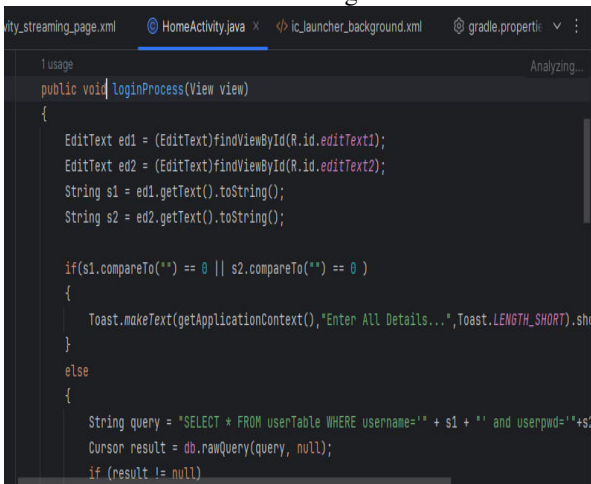 vity_streaming_page.xml HomeActivity.java × </> ic_launcher_background.xml gradle.properti
1 usage Analyzing...
public void loginProcess(View view)
{
EditText ed1 = (EditText)findViewById(R.id.editText1);
EditText ed2 = (EditText)findViewById(R.id.editText2);
String s1 = ed1.getText().toString();
String s2 = ed2.getText().toString();
if(s1.compareTo("") == 0 || s2.compareTo("") == 0 )
{
Toast.makeText(getApplicationContext(),"Enter All Details...",Toast.LENGTH_SHORT).sho
}
else
{
String query = "SELECT * FROM userTable WHERE username='" + s1 + "' and userpwd='"+s2
Cursor result = db.rawQuery(query, null);
if (result != null)